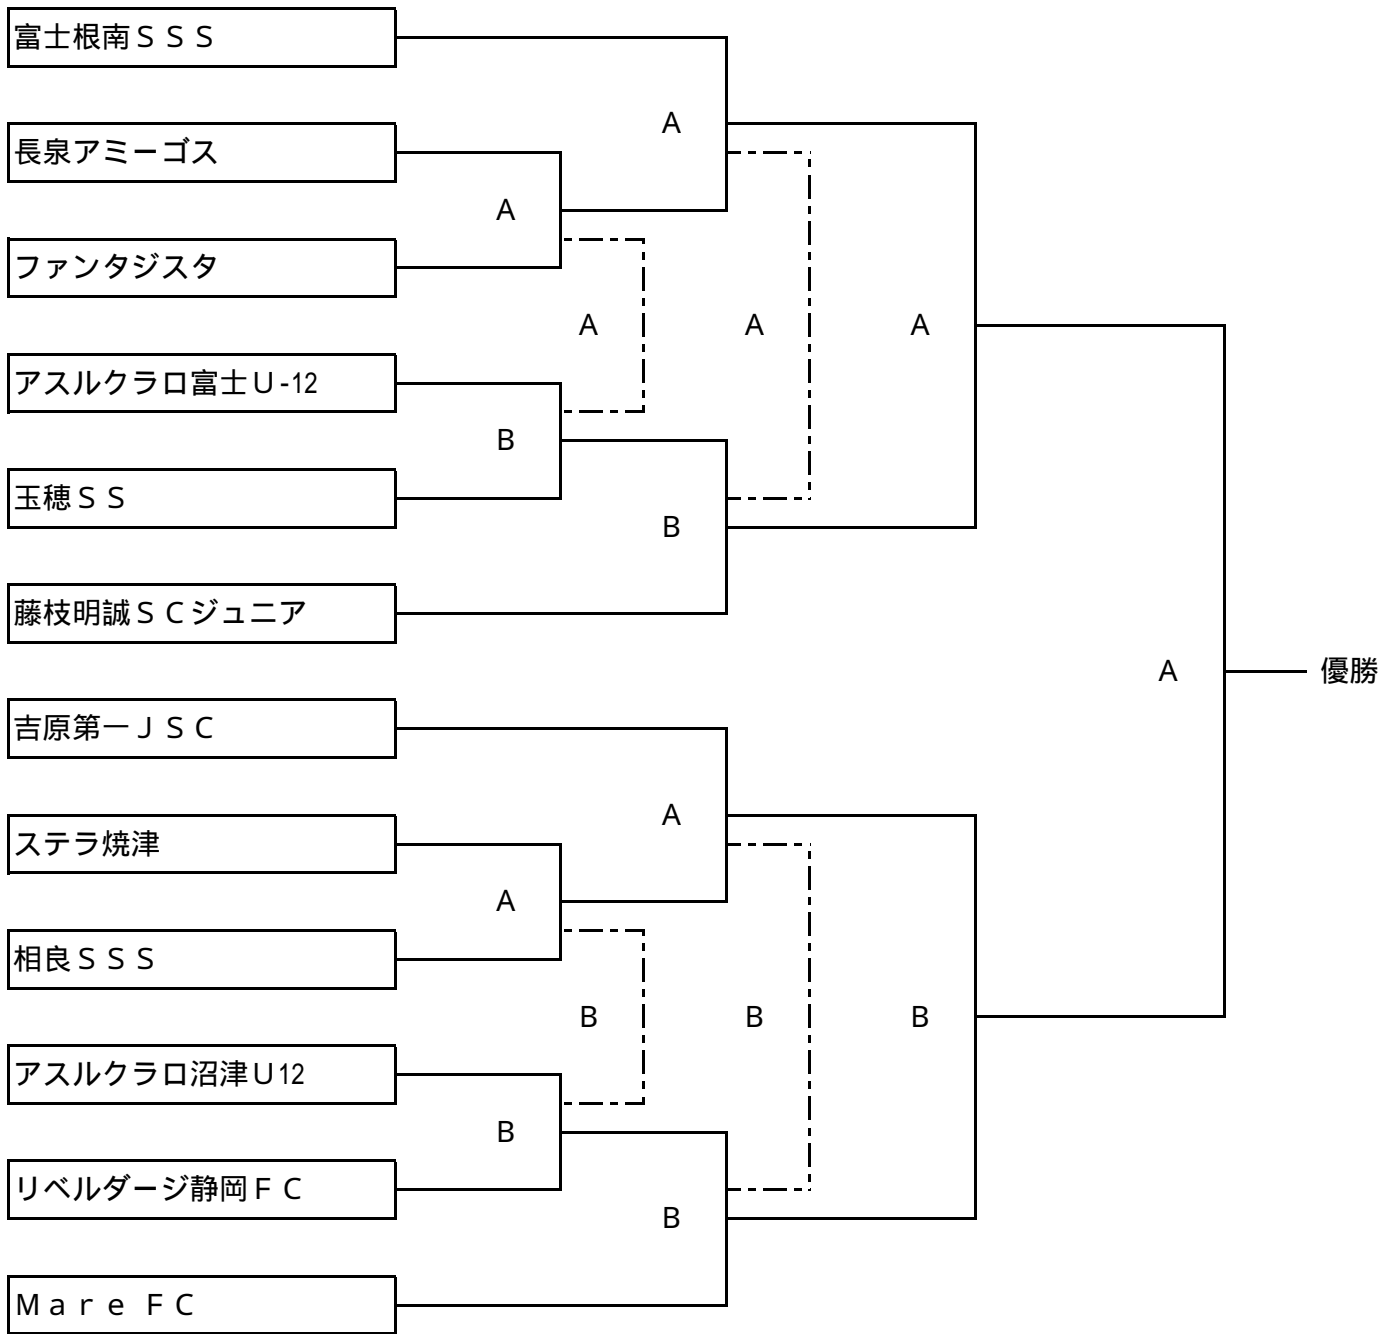 富士根南ＳＳＳ
A
長泉アミーゴス
A
ファンタジスタ
A
A
A
アスルクラロ富士Ｕ-12
B
玉穂ＳＳ
B
藤枝明誠ＳＣジュニア
A
優勝
吉原第一ＪＳＣ
A
ステラ焼津
A
相良ＳＳＳ
B
B
B
アスルクラロ沼津Ｕ12
B
リベルダージ静岡ＦＣ
B
Ｍａｒｅ ＦＣ